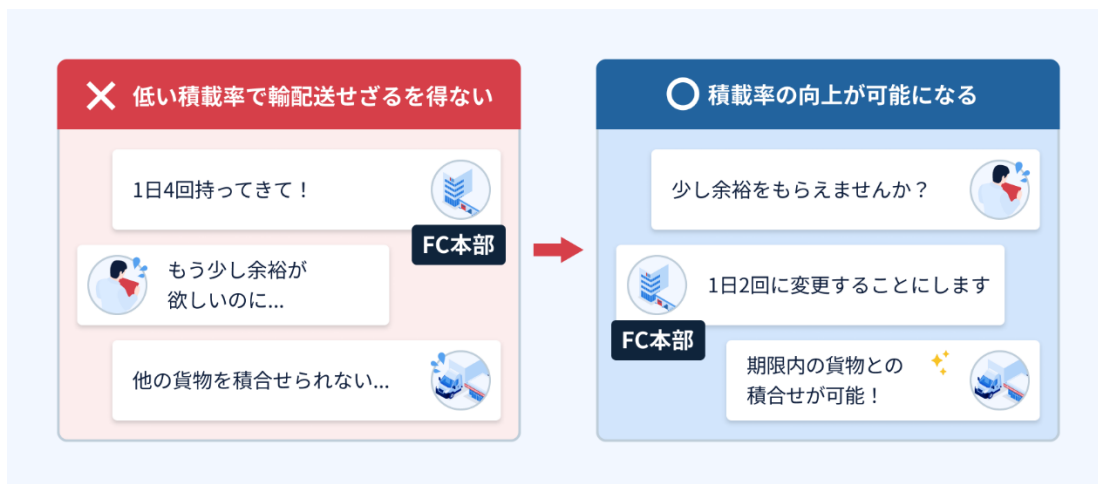 低い積載率で輸配送せざるを得ない
1日4回持ってきて！
FC本部
もう少し余裕が
欲しいのに...
他の貨物を積合せられない...
積載率の向上が可能になる
少し余裕をもらえませんか？
1日2回に変更することにします
FC本部
期限内の貨物との
積合せが可能！